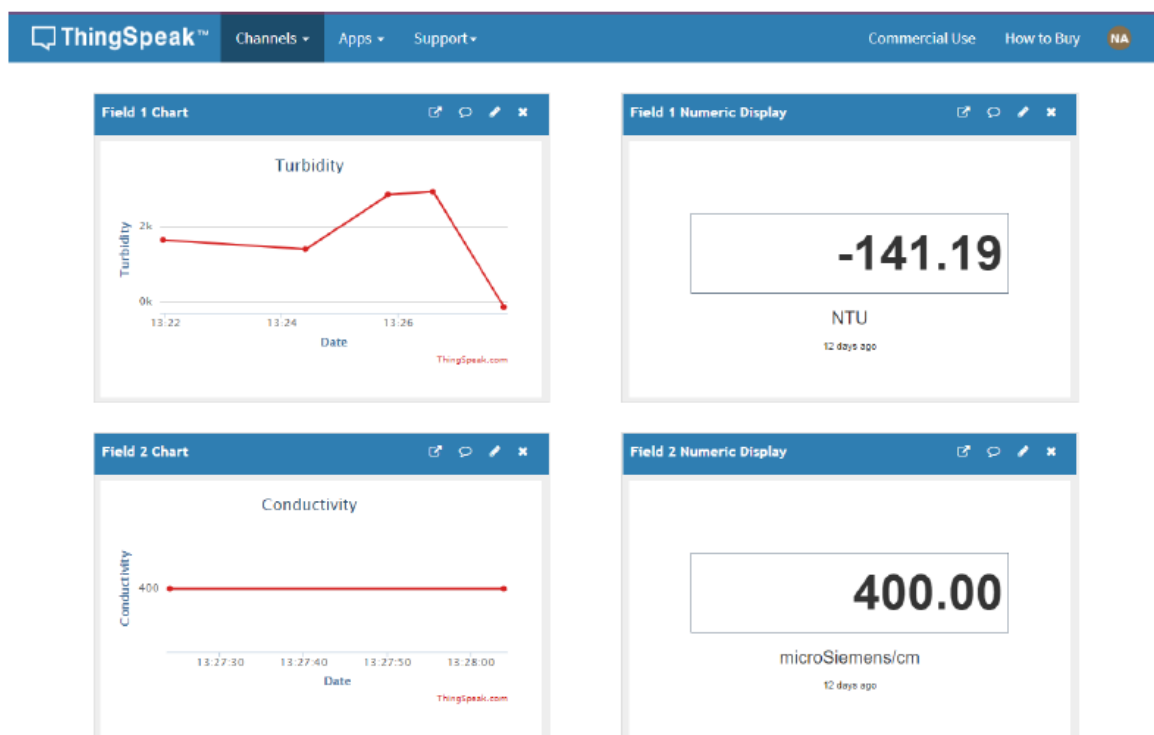 ThingSpeak™ Channels Apps Support Commercial Use How to Buy NA
Field 1 Chart
Turbidity
Turbidity
2k
0k
13:22 13:24 13:26
Date
ThingSpeak.com
Field 1 Numeric Display
-141.19
NTU
12 days ago
Field 2 Chart
Conductivity
Conductivity
400
13:27:30 13:27:40 13:27:50 13:28:00
Date
ThingSpeak.com
Field 2 Numeric Display
400.00
microSiemens/cm
12 days ago